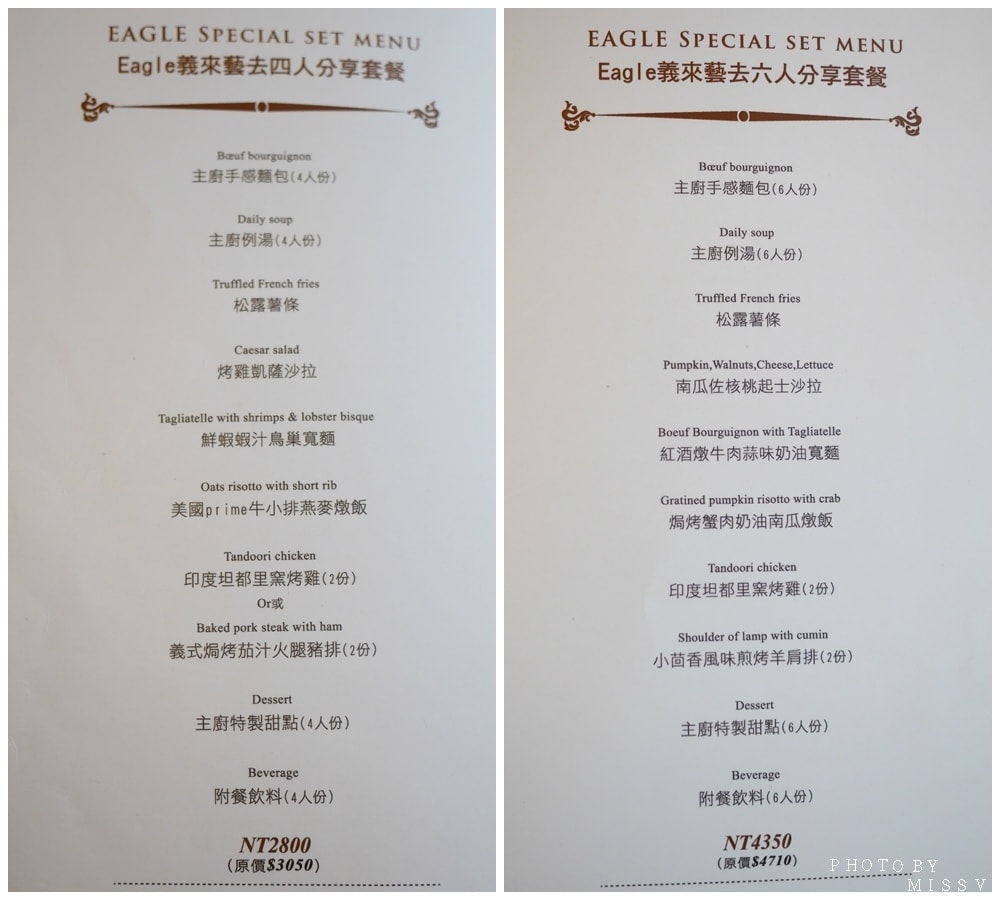 EAGLE SPECIAL SET MENU
Eagle義來藝去四人分享套餐
Bœuf bourguignon
主廚手感麵包(4人份)
Daily soup
主廚例湯(4人份)
Truffled French fries
松露薯條
Caesar salad
烤雞凱薩沙拉
Tagliatelle with shrimps & lobster bisque
鮮蝦蝦汁鳥巢寬麵
Oats risotto with short rib
美國prime牛小排燕麥燉飯
Tandoori chicken
印度坦都里窯烤雞(2份)
Or或
Baked pork steak with ham
義式焗烤茄汁火腿豬排(2份)
Dessert
主廚特製甜點(4人份)
Beverage
附餐飲料(4人份)
NT2800
(原價$3050)
EAGLE SPECIAL SET MENU
Eagle義來藝去六人分享套餐
Bœuf bourguignon
主廚手感麵包(6人份)
Daily soup
主廚例湯(6人份)
Truffled French fries
松露薯條
Pumpkin,Walnuts,Cheese,Lettuce
南瓜佐核桃起士沙拉
Boeuf Bourguignon with Tagliatelle
紅酒燉牛肉蒜味奶油寬麵
Gratined pumpkin risotto with crab
焗烤蟹肉奶油南瓜燉飯
Tandoori chicken
印度坦都里窯烤雞(2份)
Shoulder of lamp with cumin
小茴香風味煎烤羊肩排(2份)
Dessert
主廚特製甜點(6人份)
Beverage
附餐飲料(6人份)
NT4350
(原價$4710)
PHOTO BY
MISS V